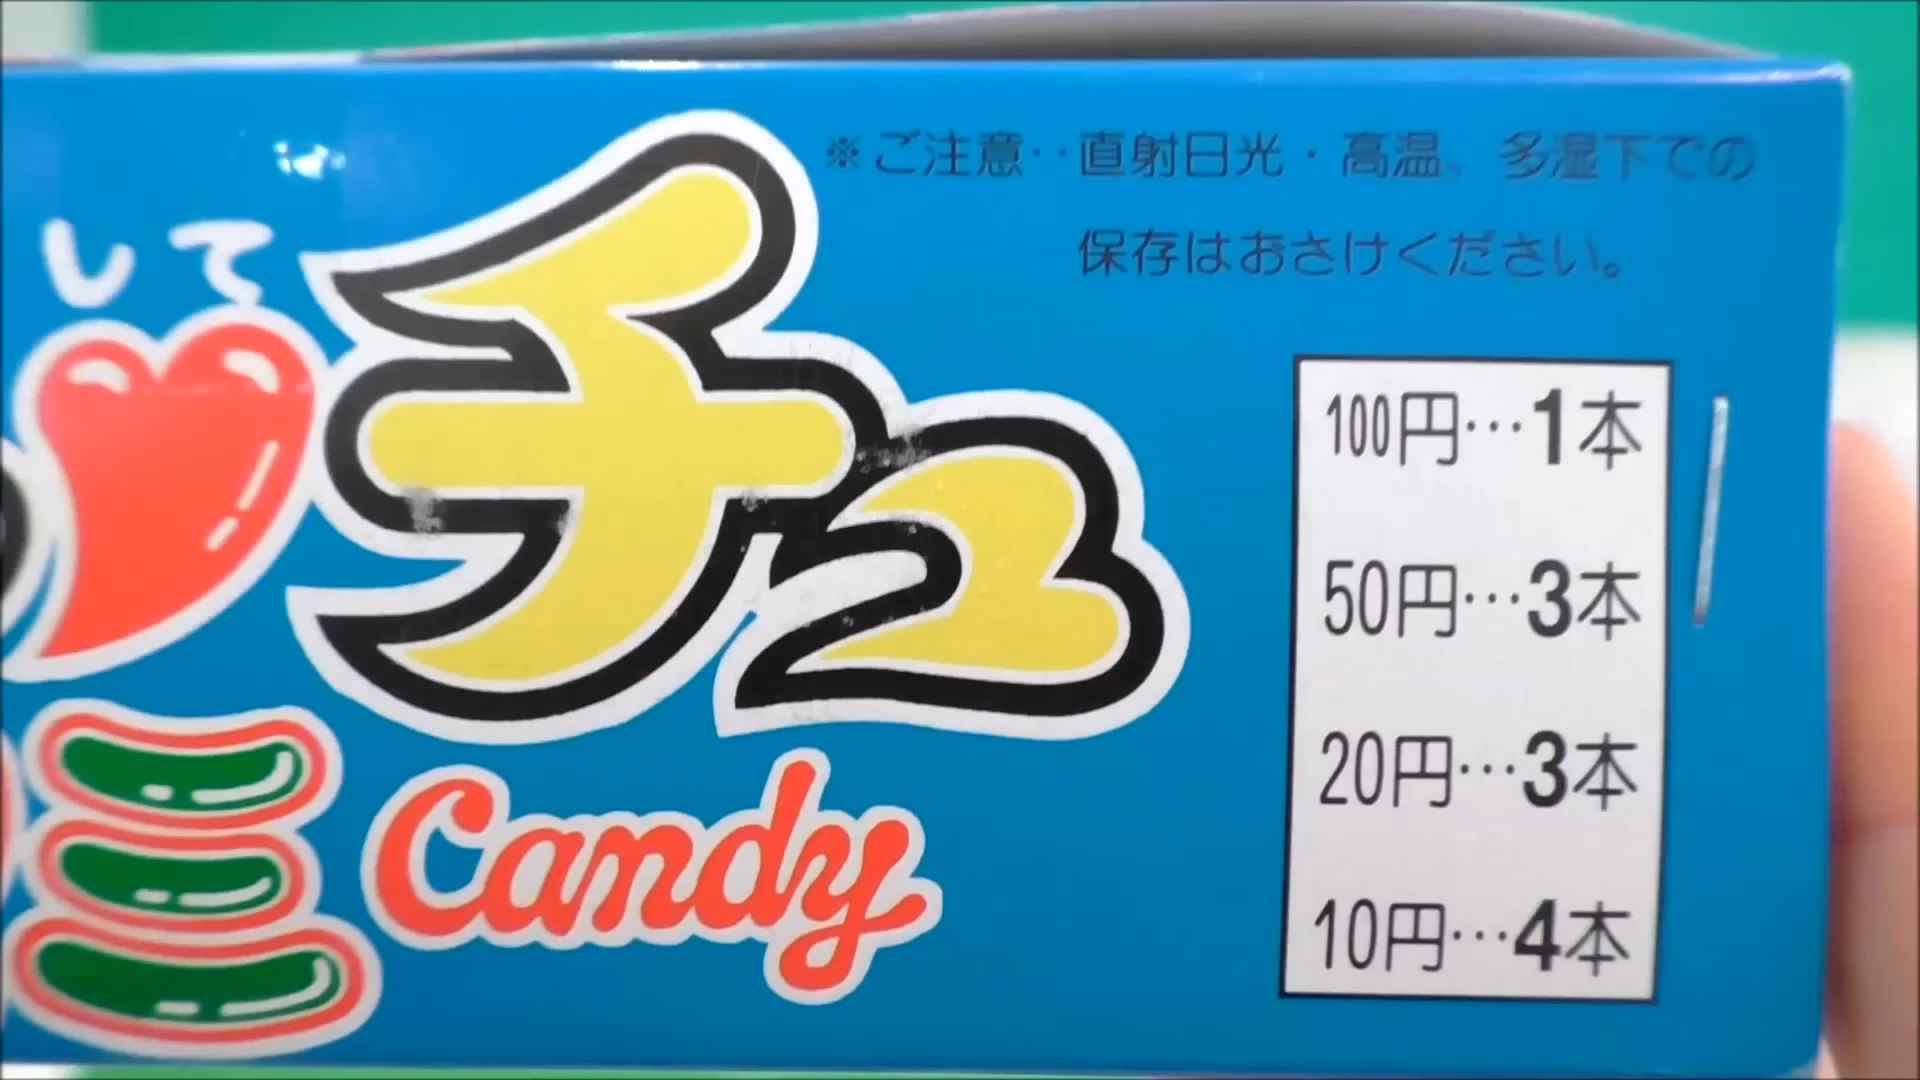 ※ご注意‥直射日光・高温、多湿下での
保存はおさけください。
して
チュ
Candy
100円…1本
50円…3本
20円…3本
10円…4本